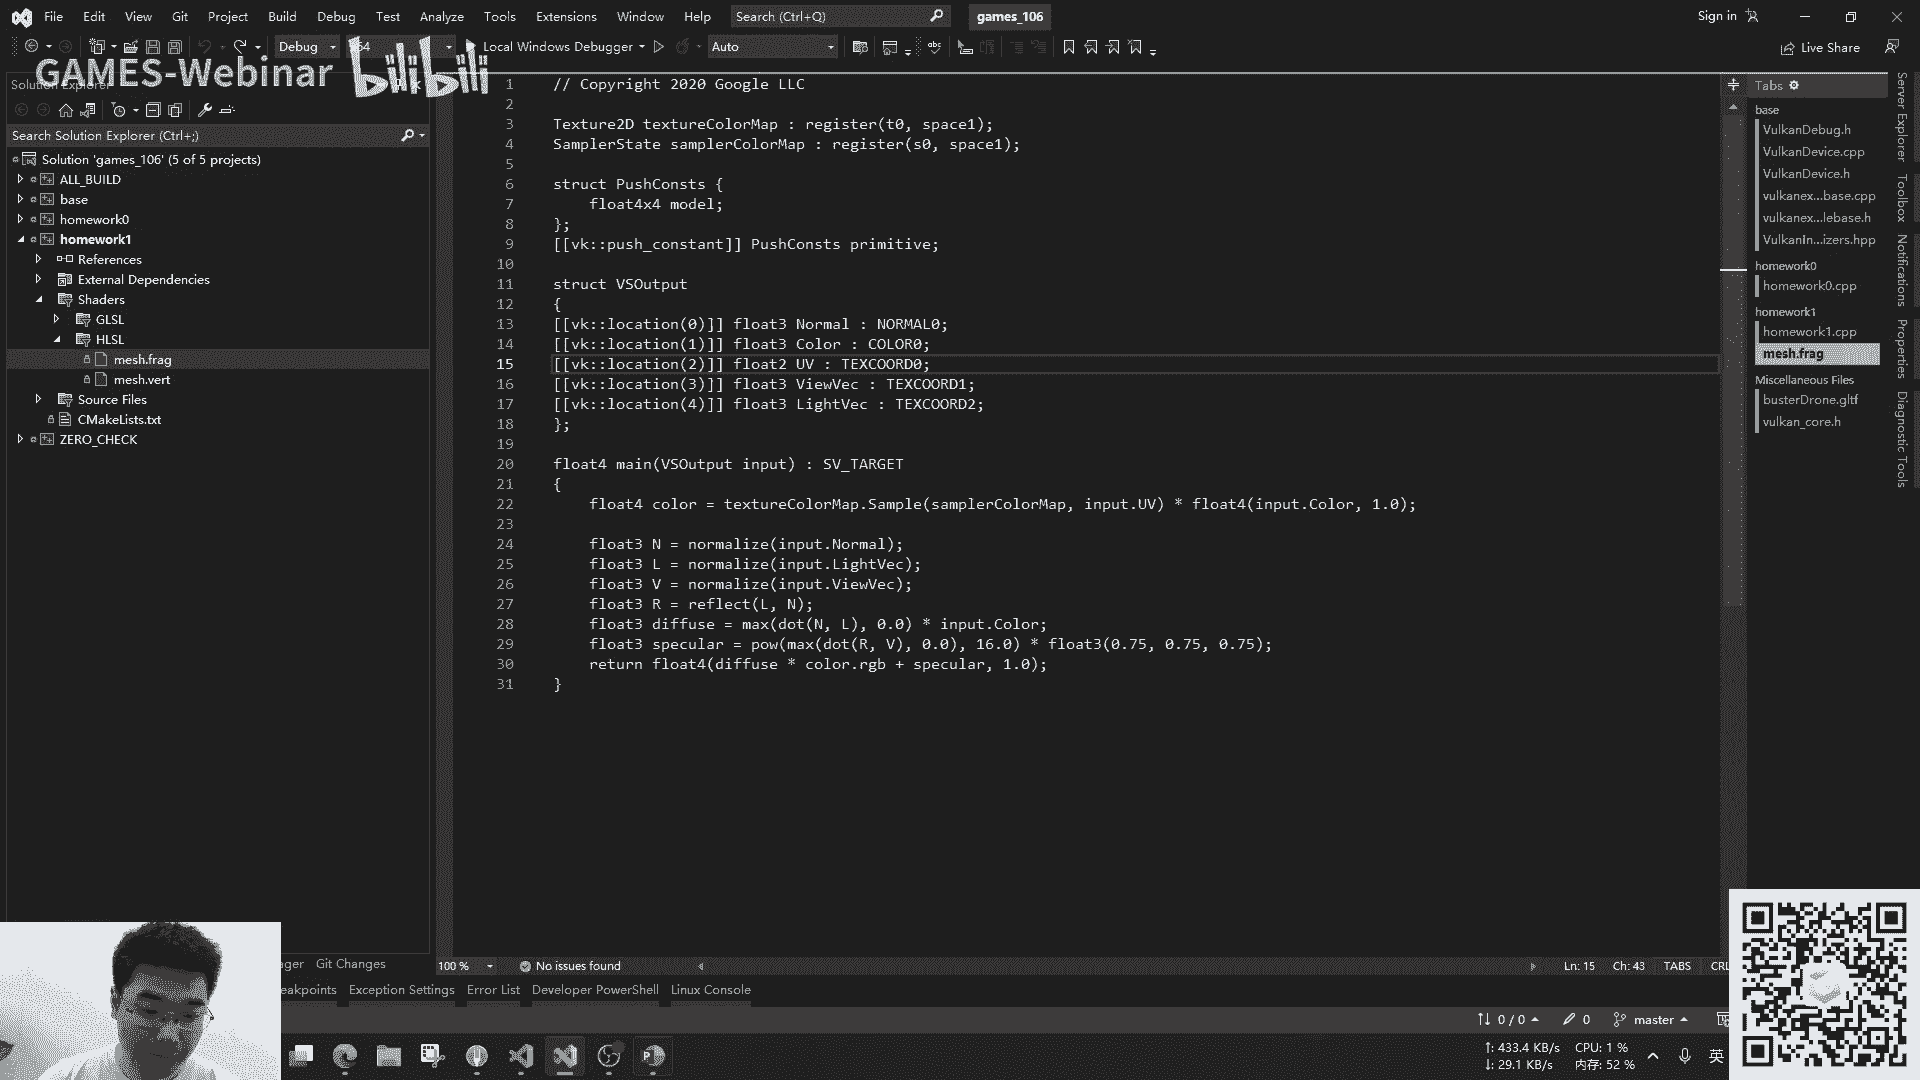 File Edit View Git Project Build Debug Test Analyze Tools Extensions Window Help Search (Ctrl+Q) games_106 Sign in
Debug Local Windows Debugger Auto Live Share
GAMES-Webinar bilibili
Solution Explorer
Search Solution Explorer (Ctrl+;)
Solution 'games_106' (5 of 5 projects)
ALL_BUILD
base
homework0
homework1
References
External Dependencies
Shaders
GLSL
HLSL
mesh.frag
mesh.vert
Source Files
CMakeLists.txt
ZERO_CHECK
1 // Copyright 2020 Google LLC
2
3 Texture2D textureColorMap : register(t0, space1);
4 SamplerState samplerColorMap : register(s0, space1);
5
6 struct PushConsts {
7 float4x4 model;
8 };
9 [[vk::push_constant]] PushConsts primitive;
10
11 struct VSOutput
12 {
13 [[vk::location(0)]] float3 Normal : NORMAL0;
14 [[vk::location(1)]] float3 Color : COLOR0;
15 [[vk::location(2)]] float2 UV : TEXCOORD0;
16 [[vk::location(3)]] float3 ViewVec : TEXCOORD1;
17 [[vk::location(4)]] float3 LightVec : TEXCOORD2;
18 };
19
20 float4 main(VSOutput input) : SV_TARGET
21 {
22 float4 color = textureColorMap.Sample(samplerColorMap, input.UV) * float4(input.Color, 1.0);
23
24 float3 N = normalize(input.Normal);
25 float3 L = normalize(input.LightVec);
26 float3 V = normalize(input.ViewVec);
27 float3 R = reflect(L, N);
28 float3 diffuse = max(dot(N, L), 0.0) * input.Color;
29 float3 specular = pow(max(dot(R, V), 0.0), 16.0) * float3(0.75, 0.75, 0.75);
30 return float4(diffuse * color.rgb + specular, 1.0);
31 }
Tabs
base
VulkanDebug.h
VulkanDevice.cpp
VulkanDevice.h
vulkanex...base.cpp
vulkanex...lebase.h
VulkanIn...izers.hpp
homework0
homework0.cpp
homework1
homework1.cpp
mesh.frag
Miscellaneous Files
busterDrone.gltf
vulkan_core.h
Server Explorer
Toolbox
Notifications
Properties
Diagnostic Tools
ager Git Changes
100 % No issues found Ln: 15 Ch: 43 TABS CRL
eakpoints Exception Settings Error List Developer PowerShell Linux Console
0 / 0 0 master
↑: 433.4 KB/s CPU: 1 %
↓: 29.1 KB/s 内存: 52 %
英